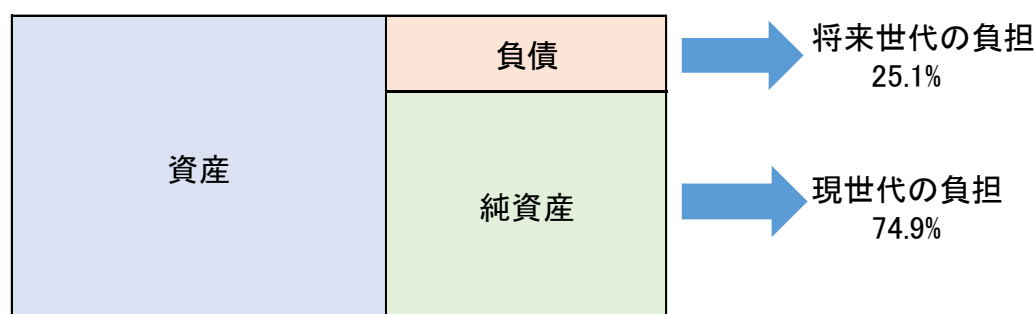 負債
将来世代の負担
25.1%
資産
純資産
現世代の負担
74.9%